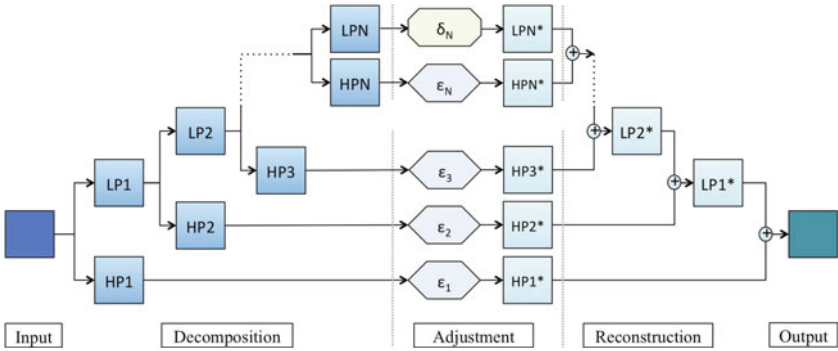 LPN δN LPN*
HPN εN HPN*
LP2 LP2*
HP3 ε3 HP3*
LP1 LP1*
HP2 ε2 HP2*
HP1 ε1 HP1*
Input Decomposition Adjustment Reconstruction Output